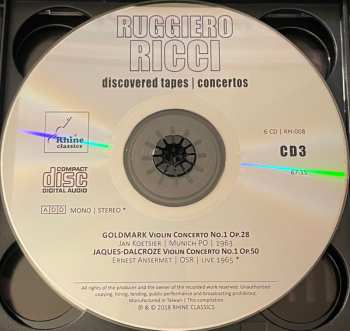 RUGGIERO
RICCI
discovered tapes | concertos
Rhine
classics
6 CD | RH-008
CD3
COMPACT
disc
DIGITAL AUDIO
67:15
ADD MONO | STEREO *
GOLDMARK VIOLIN CONCERTO NO.1 OP.28
JAN KOETSIER | MUNICH PO | 1963
JAQUES-DALCROZE VIOLIN CONCERTO NO.1 OP.50
ERNEST ANSERMET | OSR | LIVE 1965 *
All rights of the producer and the owner of the work reserved. Unauthorised
copying, hiring, lending, public performance and broadcasting prohibited.
Manufactured in Taiwan | This compilation
℗ & © 2018 RHINE CLASSICS